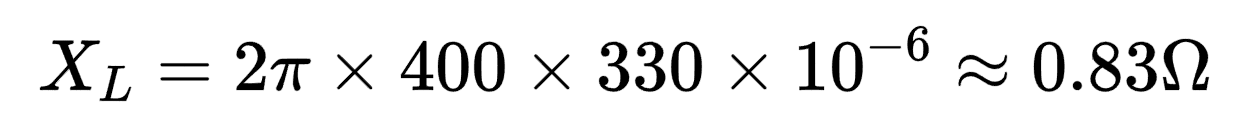 X_L = 2π × 400 × 330 × 10⁻⁶ ≈ 0.83Ω